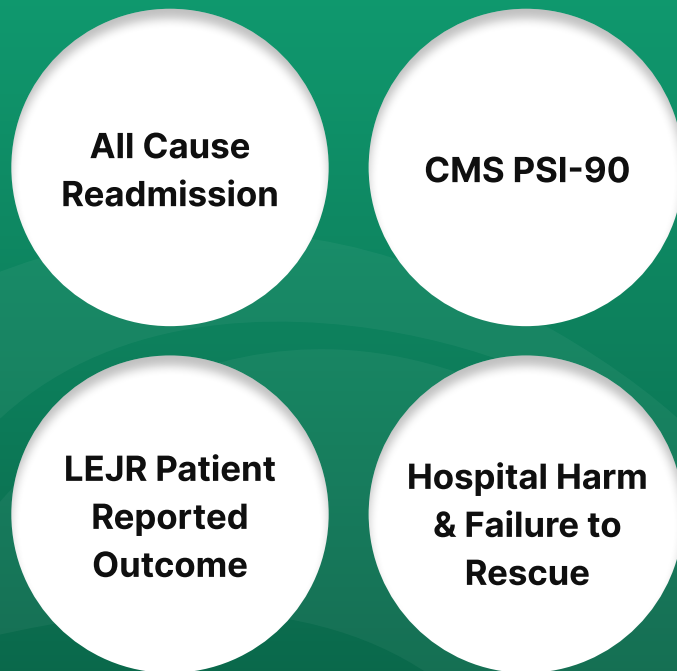 All Cause
Readmission
CMS PSI-90
LEJR Patient
Reported
Outcome
Hospital Harm
& Failure to
Rescue